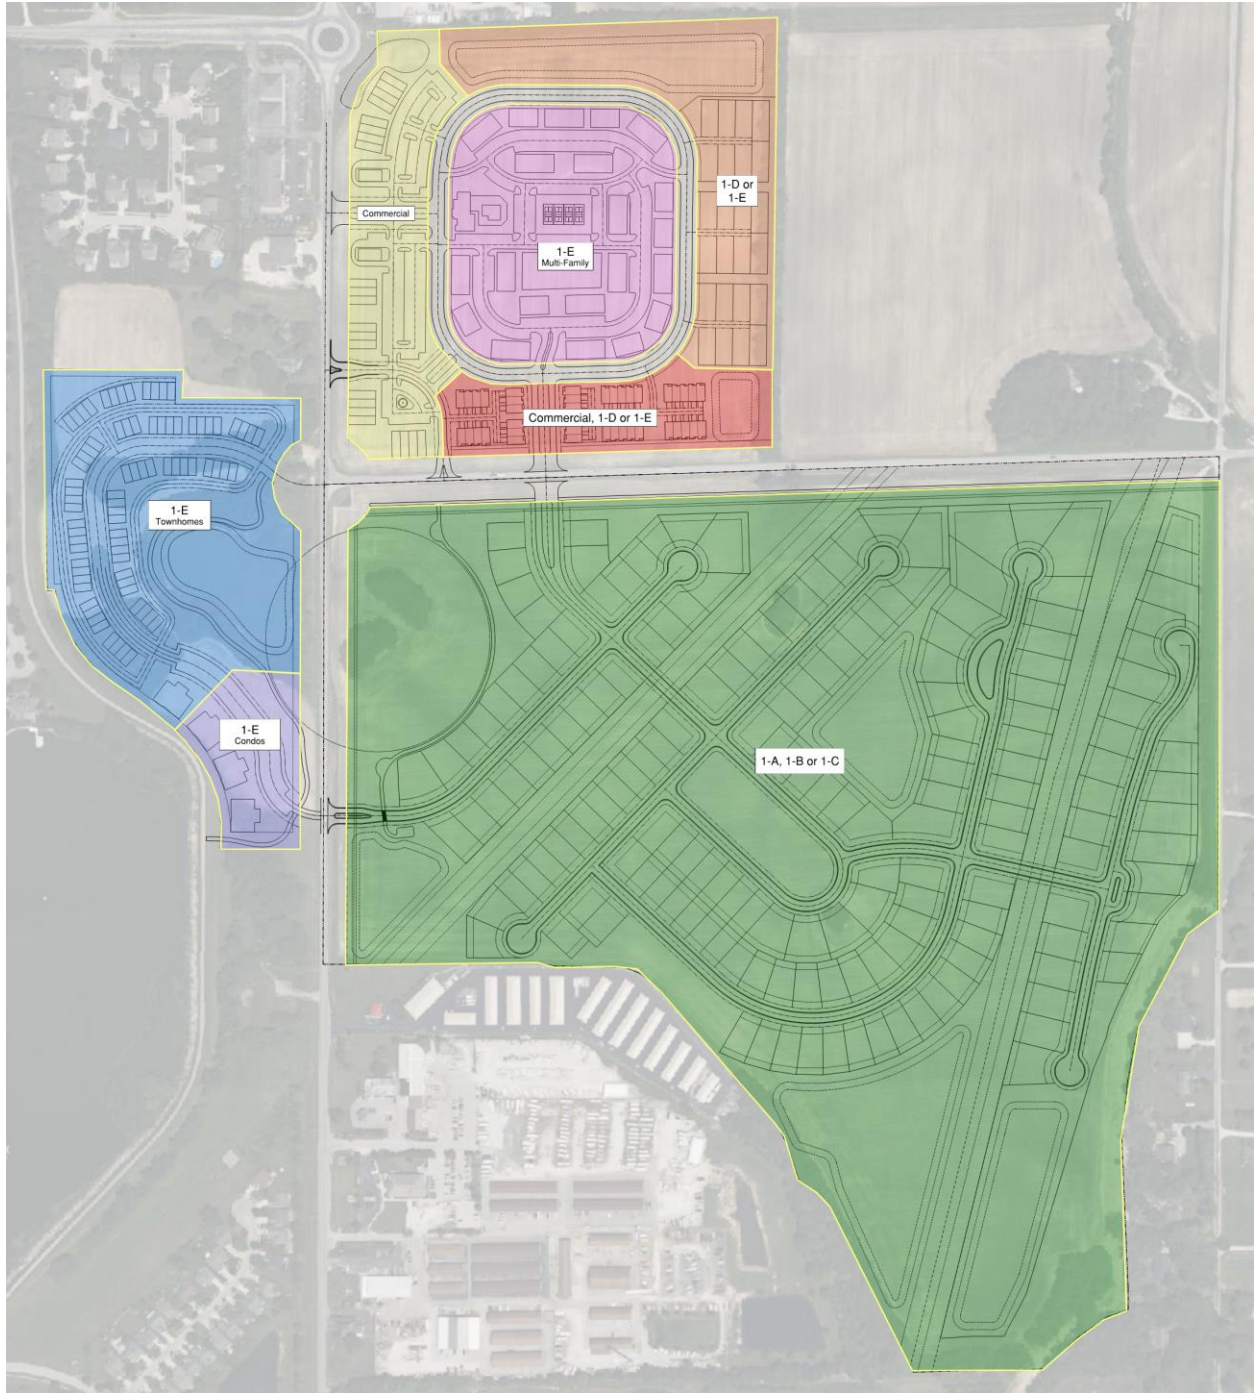 1-D or
1-E
Commercial
1-E
Multi-Family
Commercial, 1-D or 1-E
1-E
Townhomes
1-E
Condos
1-A, 1-B or 1-C